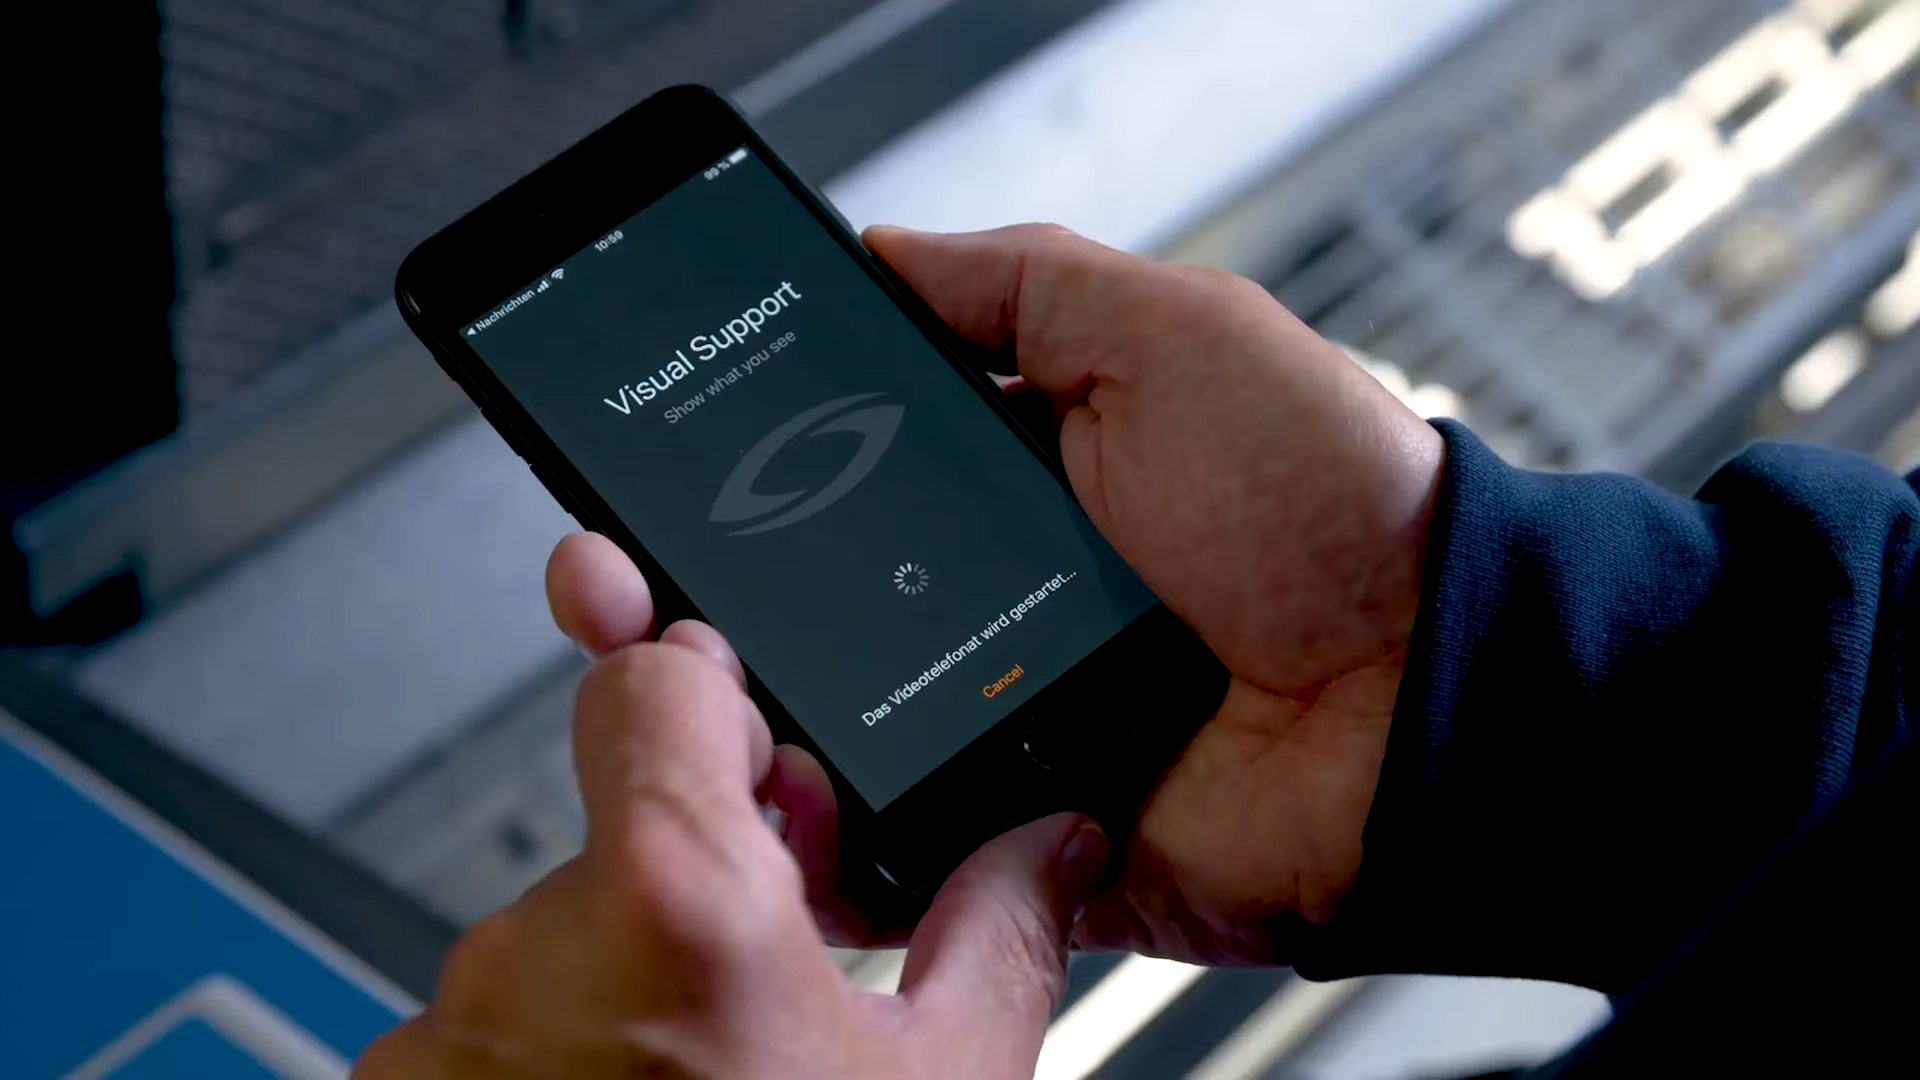 ◀ Nachrichten 10:59 99 %
Visual Support
Show what you see
Das Videotelefonat wird gestartet...
Cancel